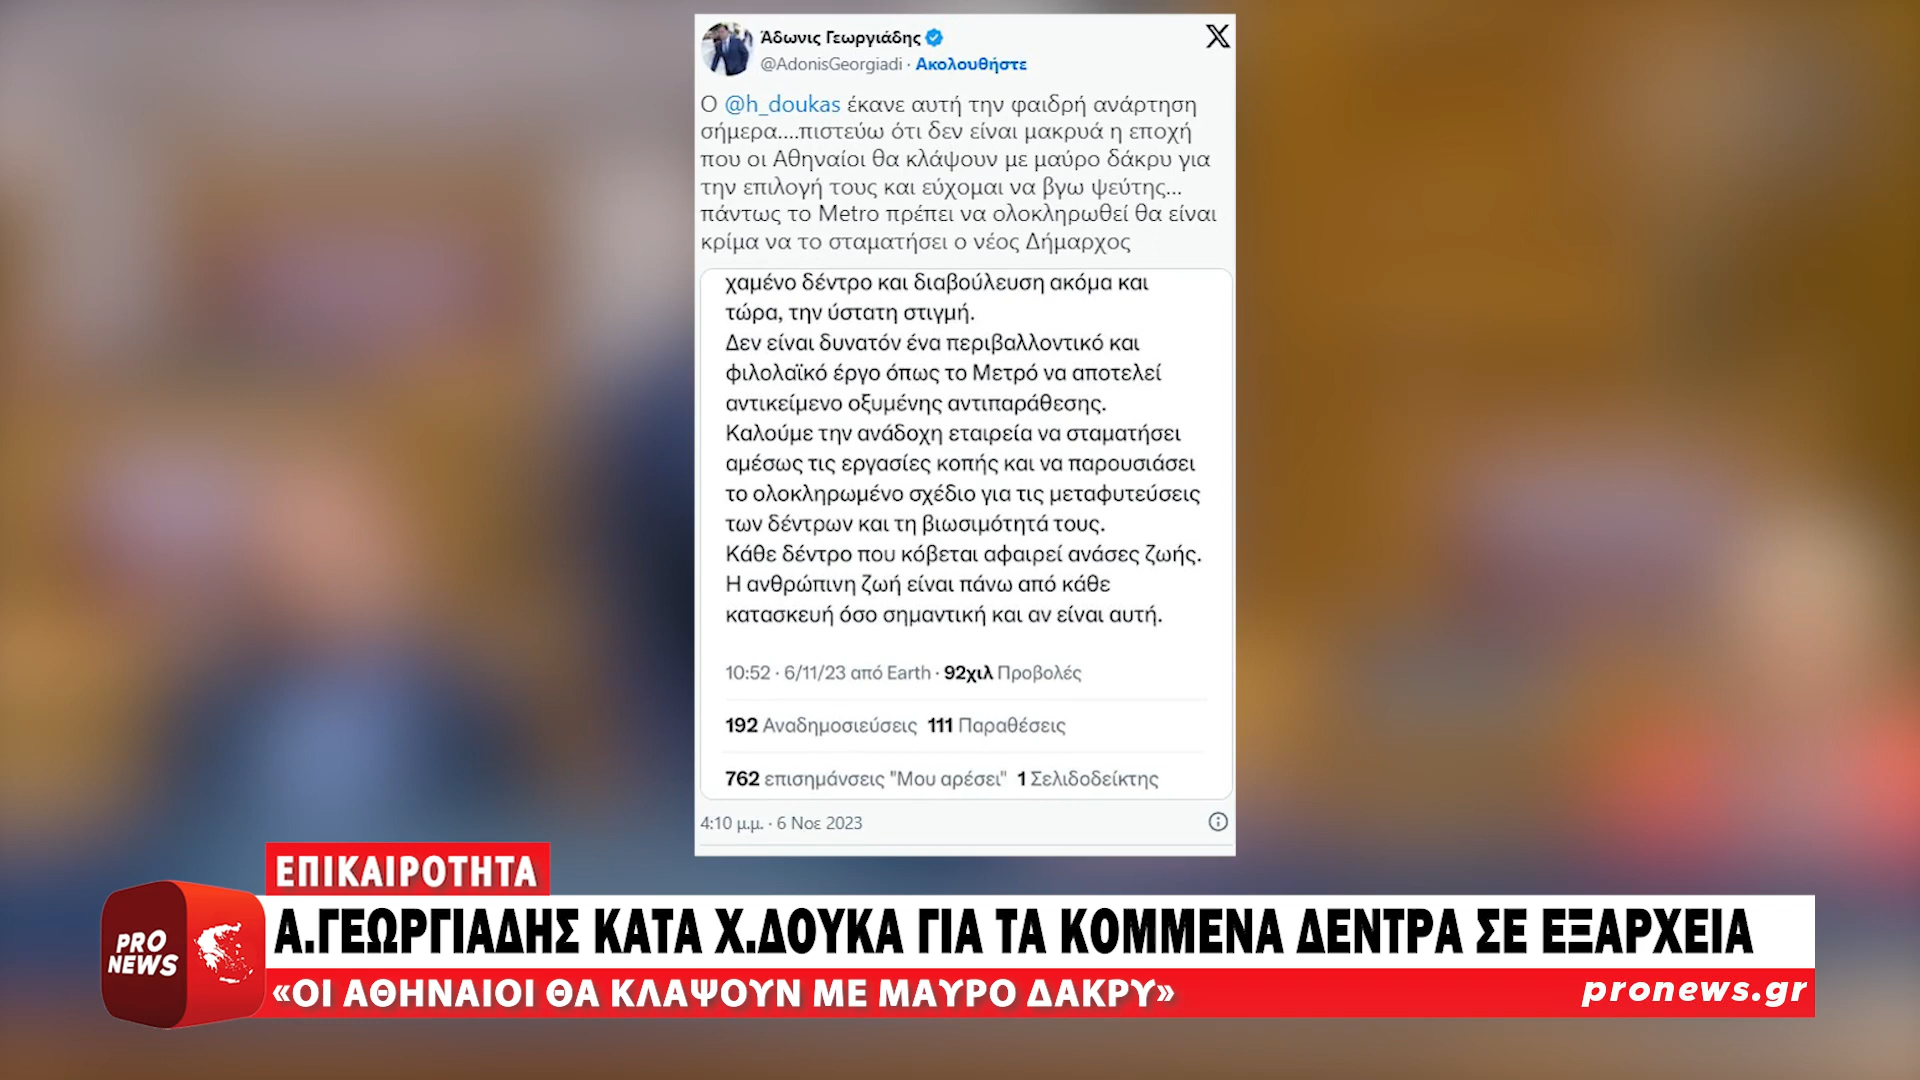 Άδωνις Γεωργιάδης
@AdonisGeorgiadi · Ακολουθήστε
Ο @h_doukas έκανε αυτή την φαιδρή ανάρτηση
σήμερα....πιστεύω ότι δεν είναι μακρυά η εποχή
που οι Αθηναίοι θα κλάψουν με μαύρο δάκρυ για
την επιλογή τους και εύχομαι να βγω ψεύτης...
πάντως το Metro πρέπει να ολοκληρωθεί θα είναι
κρίμα να το σταματήσει ο νέος Δήμαρχος
χαμένο δέντρο και διαβούλευση ακόμα και
τώρα, την ύστατη στιγμή.
Δεν είναι δυνατόν ένα περιβαλλοντικό και
φιλολαϊκό έργο όπως το Μετρό να αποτελεί
αντικείμενο οξυμένης αντιπαράθεσης.
Καλούμε την ανάδοχη εταιρεία να σταματήσει
αμέσως τις εργασίες κοπής και να παρουσιάσει
το ολοκληρωμένο σχέδιο για τις μεταφυτεύσεις
των δέντρων και τη βιωσιμότητά τους.
Κάθε δέντρο που κόβεται αφαιρεί ανάσες ζωής.
Η ανθρώπινη ζωή είναι πάνω από κάθε
κατασκευή όσο σημαντική και αν είναι αυτή.
10:52 · 6/11/23 από Earth · 92χιλ Προβολές
192 Αναδημοσιεύσεις 111 Παραθέσεις
762 επισημάνσεις "Μου αρέσει" 1 Σελιδοδείκτης
4:10 μ.μ. · 6 Νοε 2023
ΕΠΙΚΑΙΡΟΤΗΤΑ
PRO
NEWS
Α.ΓΕΩΡΓΙΑΔΗΣ ΚΑΤΑ Χ.ΔΟΥΚΑ ΓΙΑ ΤΑ ΚΟΜΜΕΝΑ ΔΕΝΤΡΑ ΣΕ ΕΞΑΡΧΕΙΑ
«ΟΙ ΑΘΗΝΑΙΟΙ ΘΑ ΚΛΑΨΟΥΝ ΜΕ ΜΑΥΡΟ ΔΑΚΡΥ»
pronews.gr